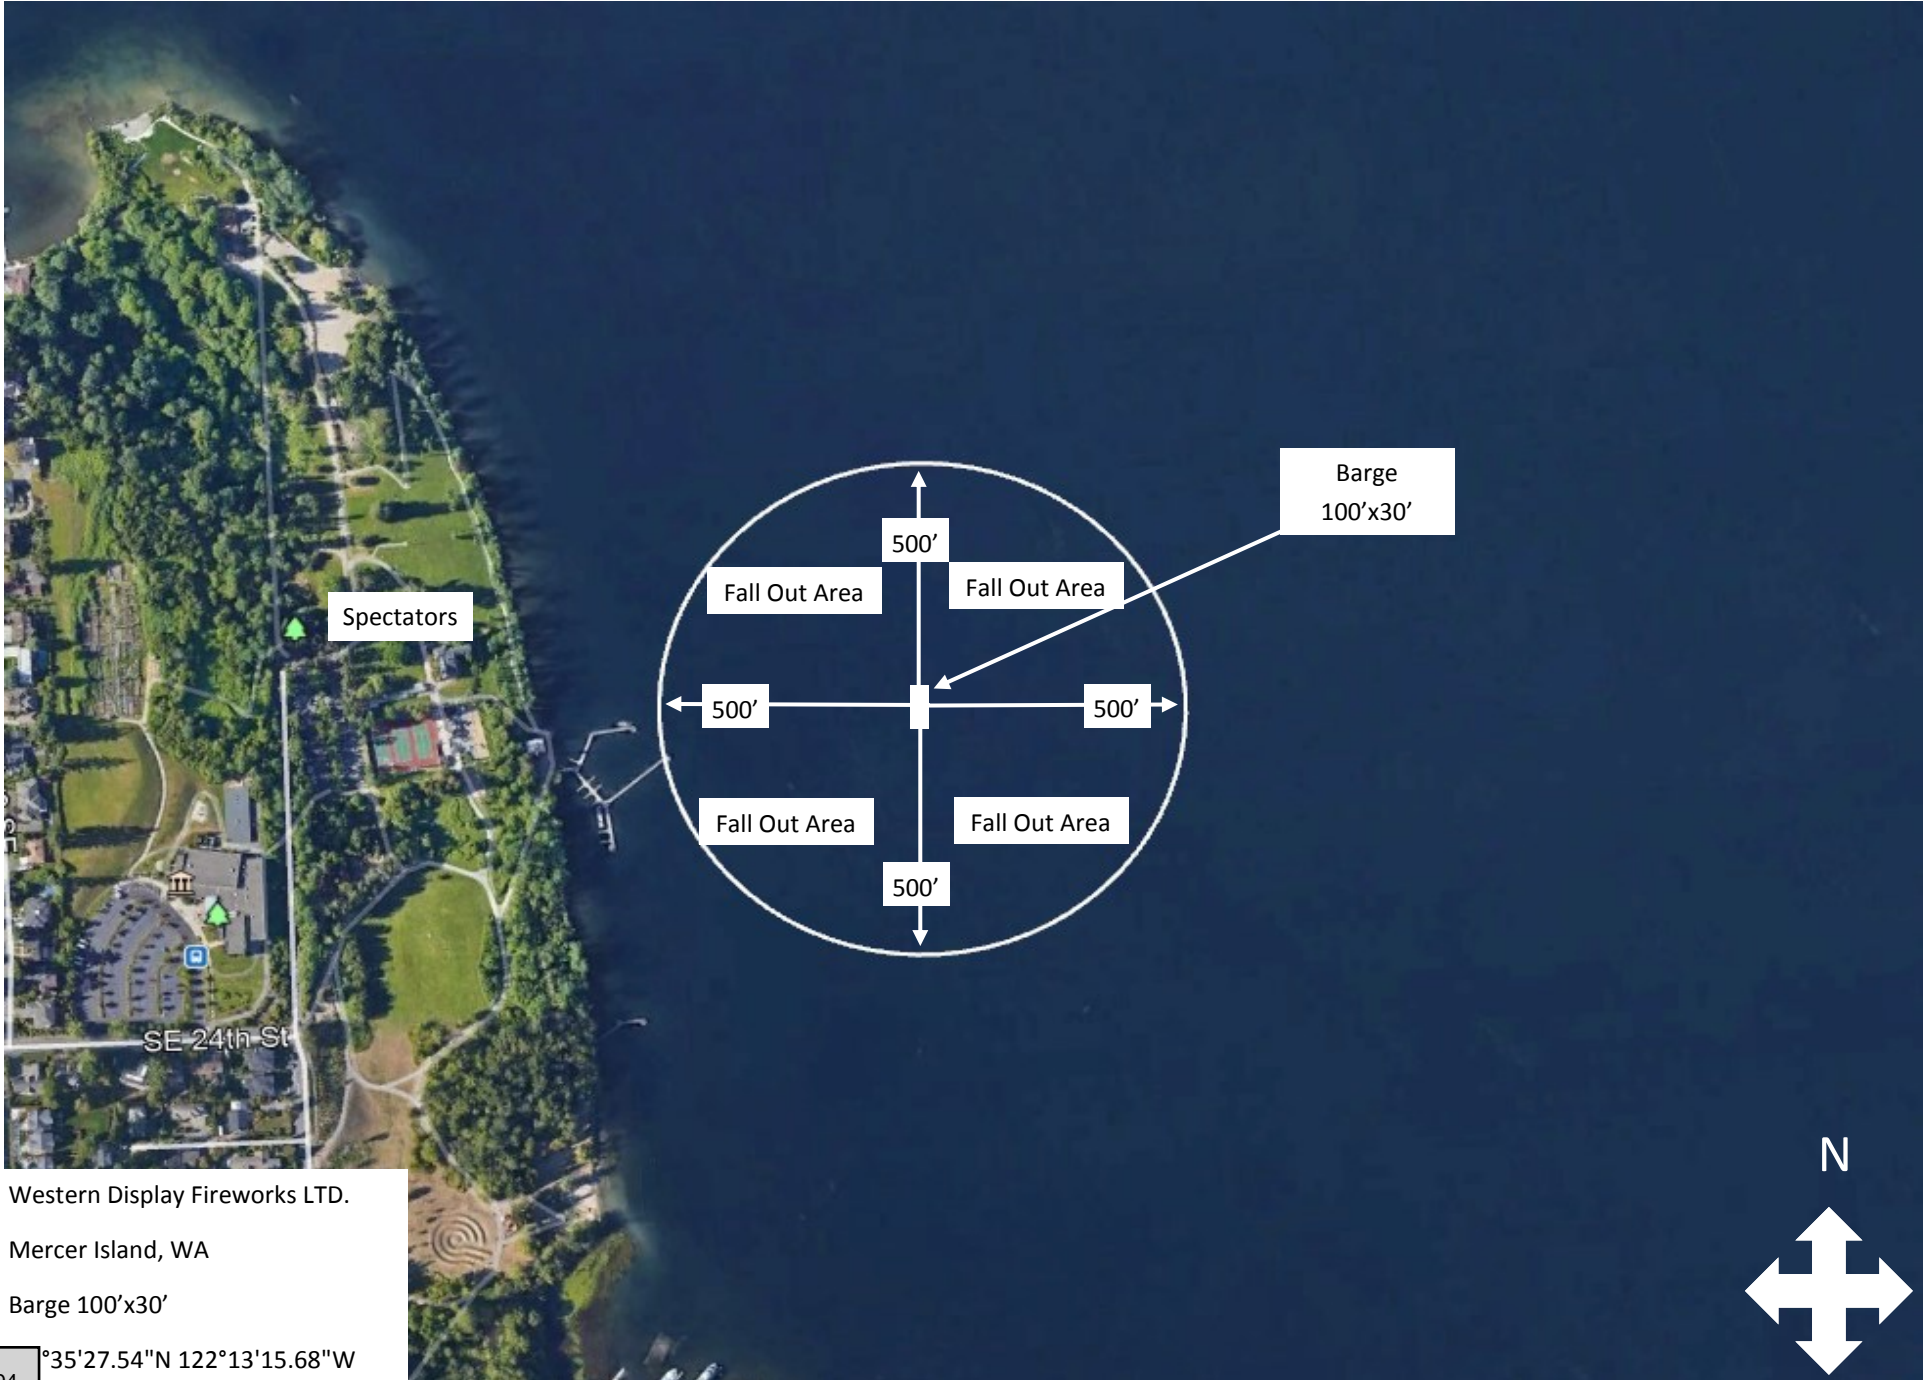 Barge
100’x30’
500’
Fall Out Area
Fall Out Area
Spectators
500’
500’
Fall Out Area
Fall Out Area
500’
SE 24th St
N
Western Display Fireworks LTD.
Mercer Island, WA
Barge 100’x30’
°35'27.54"N 122°13'15.68"W